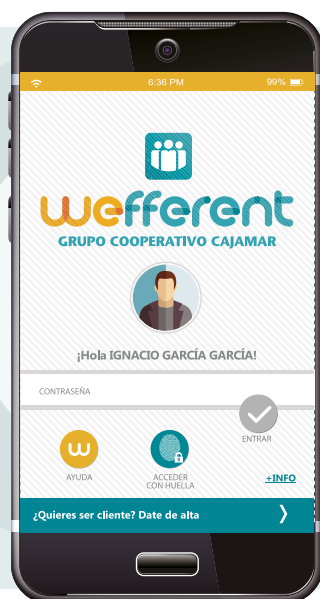 6:36 PM
99%
wefferent
GRUPO COOPERATIVO CAJAMAR
¡Hola IGNACIO GARCÍA GARCÍA!
CONTRASEÑA
ENTRAR
w
AYUDA
ACCEDER
CON HUELLA
+INFO
¿Quieres ser cliente? Date de alta